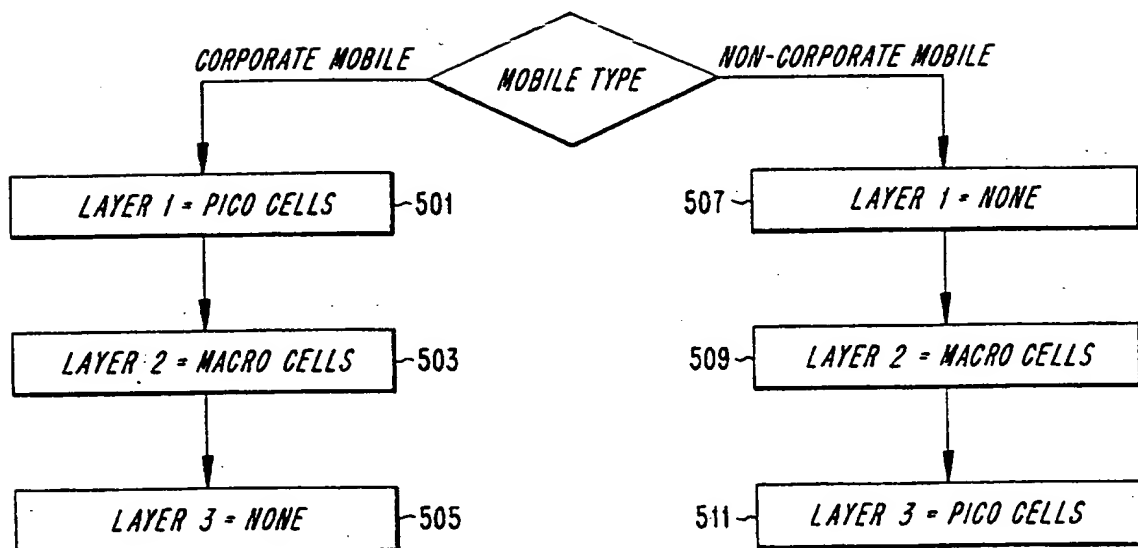 MOBILE TYPE
CORPORATE MOBILE
LAYER 1 = PICO CELLS
501
LAYER 2 = MACRO CELLS
503
LAYER 3 = NONE
505
NON-CORPORATE MOBILE
507
LAYER 1 = NONE
509
LAYER 2 = MACRO CELLS
511
LAYER 3 = PICO CELLS